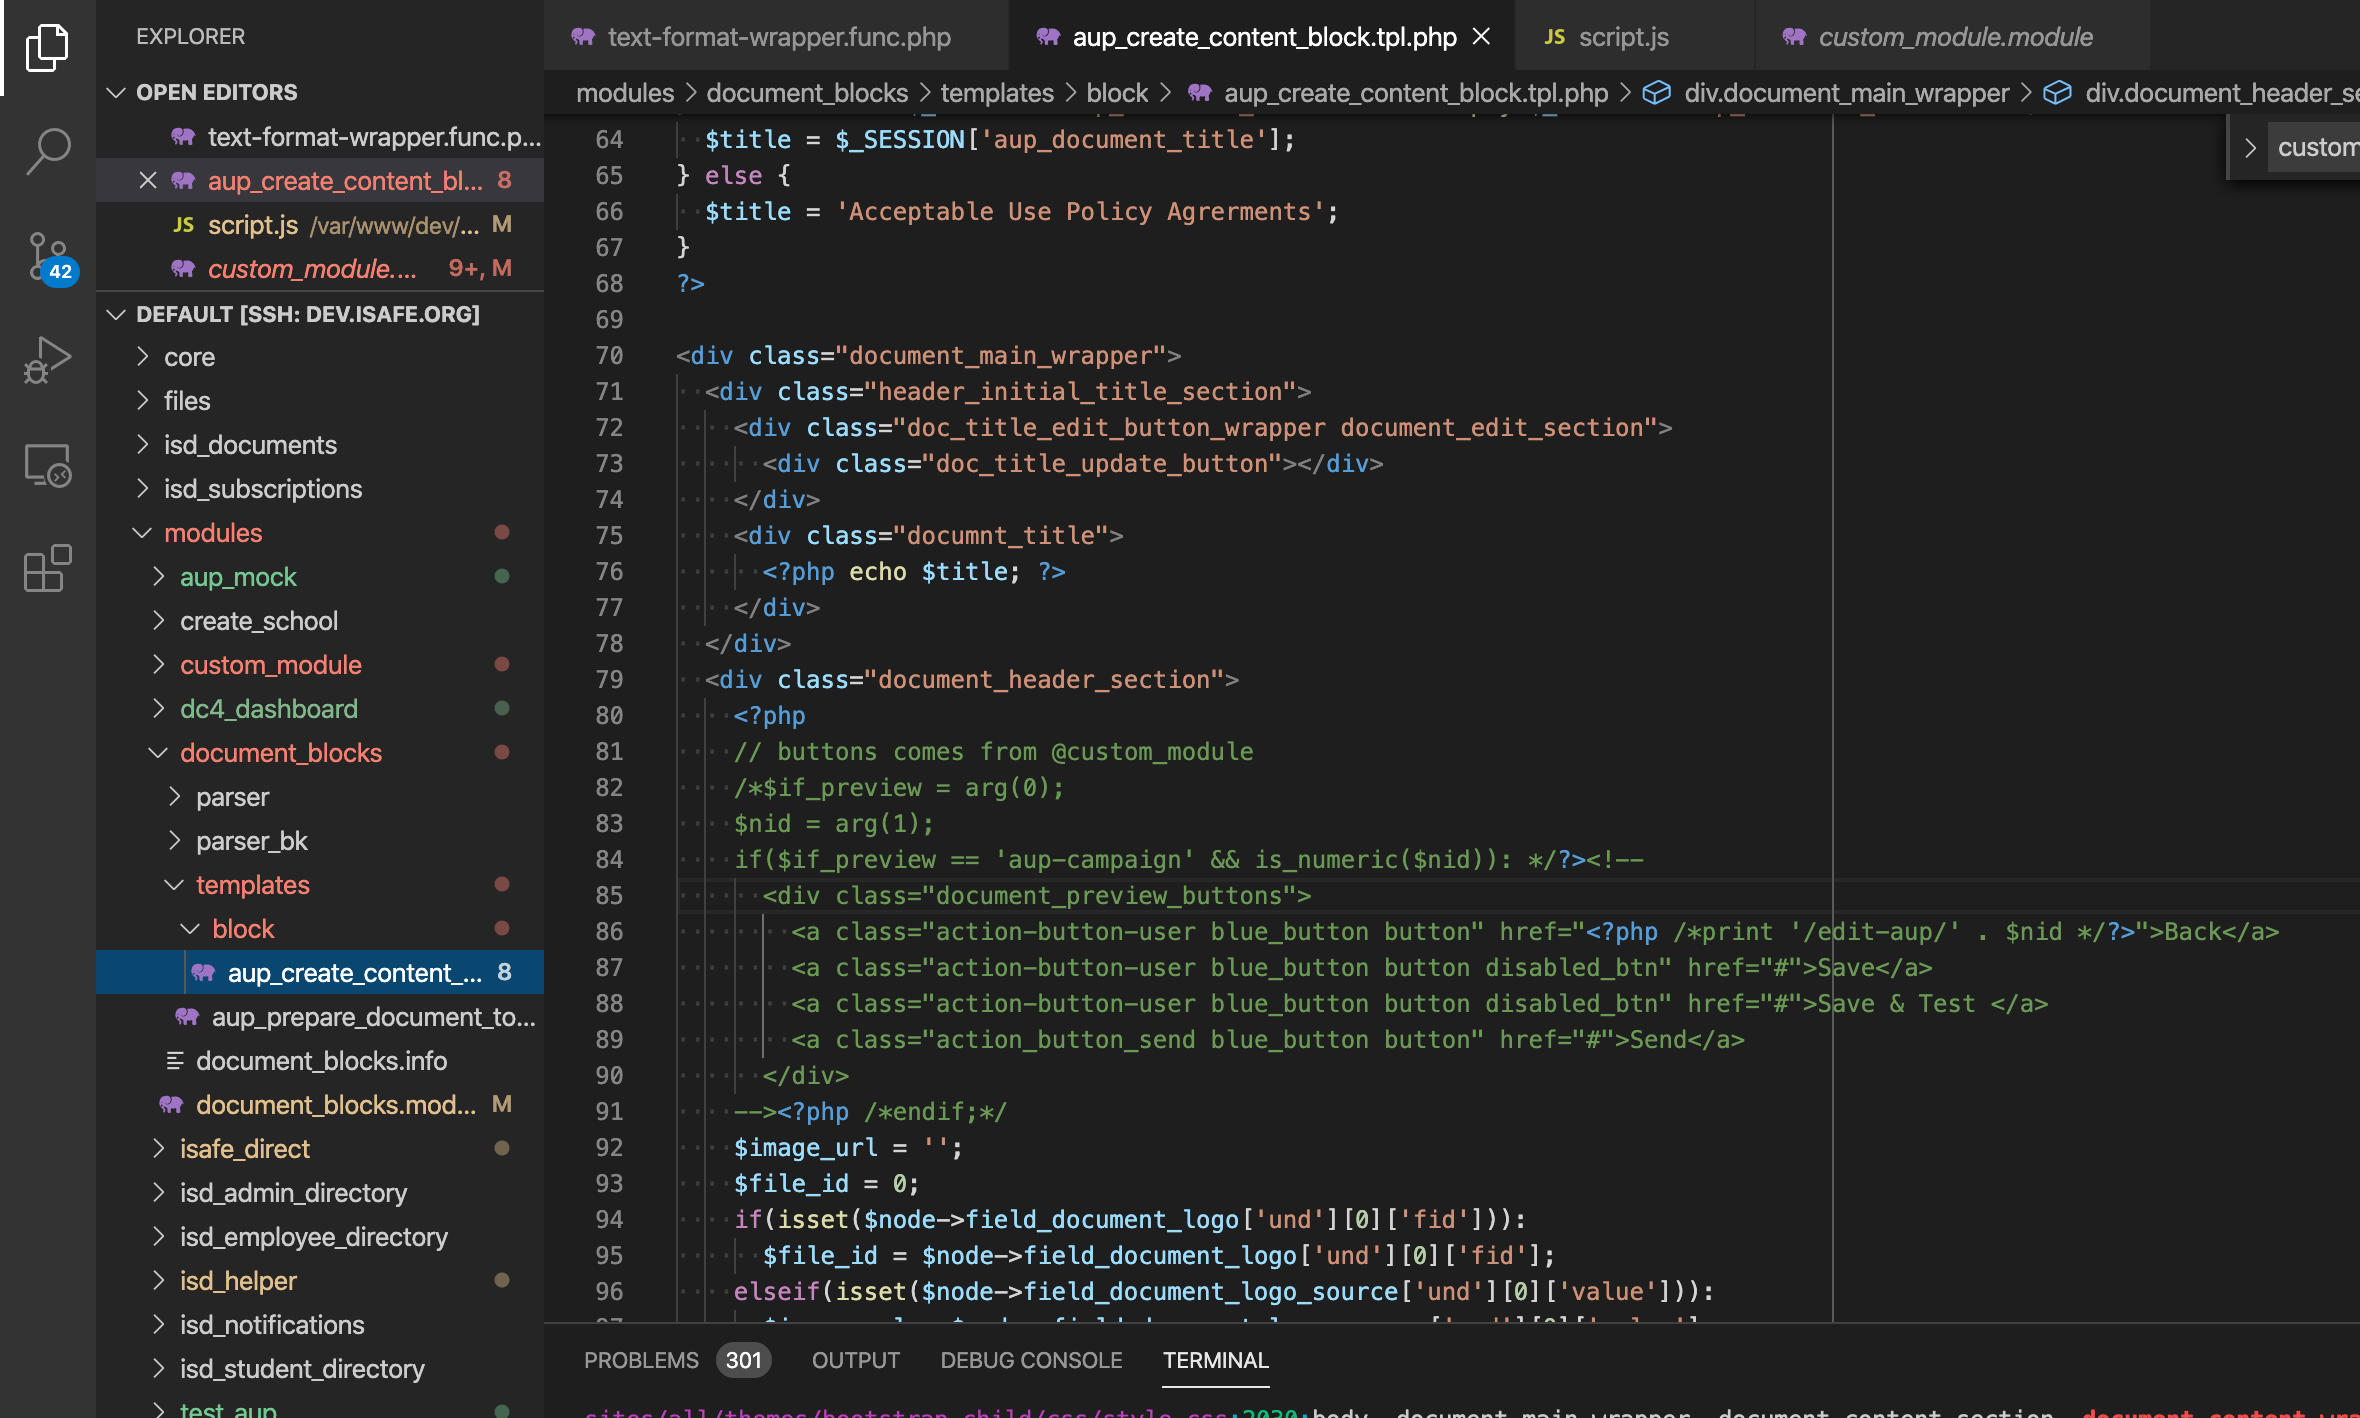 EXPLORER
OPEN EDITORS
text-format-wrapper.func.p...
aup_create_content_bl... 8
JS script.js /var/www/dev/... M
custom_module.... 9+, M
42
DEFAULT [SSH: DEV.ISAFE.ORG]
core
files
isd_documents
isd_subscriptions
modules
aup_mock
create_school
custom_module
dc4_dashboard
document_blocks
parser
parser_bk
templates
block
aup_create_content_... 8
aup_prepare_document_to...
document_blocks.info
document_blocks.mod... M
isafe_direct
isd_admin_directory
isd_employee_directory
isd_helper
isd_notifications
isd_student_directory
test_aup
text-format-wrapper.func.php
aup_create_content_block.tpl.php
JS script.js
custom_module.module
modules > document_blocks > templates > block > aup_create_content_block.tpl.php > div.document_main_wrapper > div.document_header_se
custom
64 $title = $_SESSION['aup_document_title'];
65 } else {
66 $title = 'Acceptable Use Policy Agrerments';
67 }
68 ?>
69
70 <div class="document_main_wrapper">
71 <div class="header_initial_title_section">
72 <div class="doc_title_edit_button_wrapper document_edit_section">
73 <div class="doc_title_update_button"></div>
74 </div>
75 <div class="documnt_title">
76 <?php echo $title; ?>
77 </div>
78 </div>
79 <div class="document_header_section">
80 <?php
81 // buttons comes from @custom_module
82 /*$if_preview = arg(0);
83 $nid = arg(1);
84 if($if_preview == 'aup-campaign' && is_numeric($nid)): */?><!--
85 <div class="document_preview_buttons">
86 <a class="action-button-user blue_button button" href="<?php /*print '/edit-aup/' . $nid */?>">Back</a>
87 <a class="action-button-user blue_button button disabled_btn" href="#">Save</a>
88 <a class="action-button-user blue_button button disabled_btn" href="#">Save & Test </a>
89 <a class="action_button_send blue_button button" href="#">Send</a>
90 </div>
91 --><?php /*endif;*/
92 $image_url = '';
93 $file_id = 0;
94 if(isset($node->field_document_logo['und'][0]['fid'])):
95 $file_id = $node->field_document_logo['und'][0]['fid'];
96 elseif(isset($node->field_document_logo_source['und'][0]['value'])):
PROBLEMS 301 OUTPUT DEBUG CONSOLE TERMINAL
sites/all/themes/bootstrap_child/css/style.css:2030:body